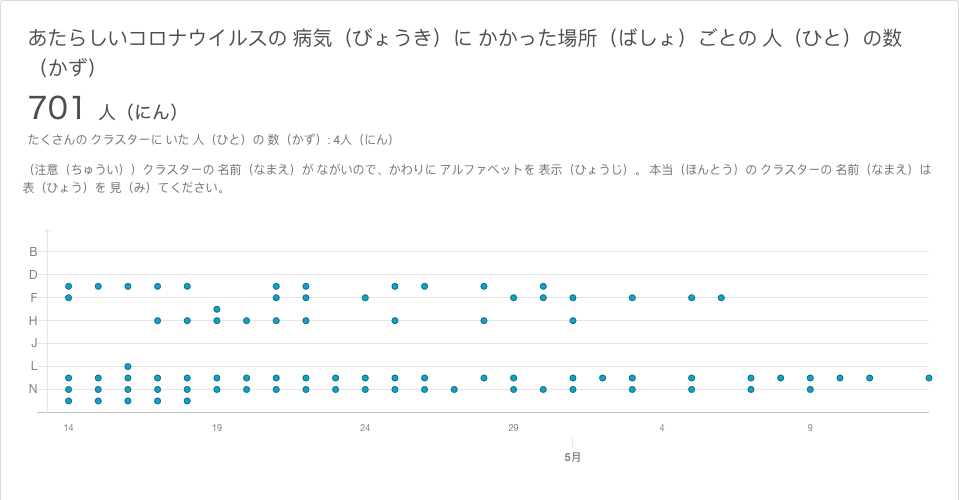 あたらしいコロナウイルスの 病気（びょうき）に かかった場所（ばしょ）ごとの 人（ひと）の数
（かず）
701 人（にん）
たくさんの クラスターに いた 人（ひと）の 数（かず）: 4人（にん）
（注意（ちゅうい））クラスターの 名前（なまえ）が ながいので、かわりに アルファベットを 表示（ひょうじ）。 本当（ほんとう）の クラスターの 名前（なまえ）は
表（ひょう）を 見（み）てください。
B
D
F
H
J
L
N
14 19 24 29 4 9
5月